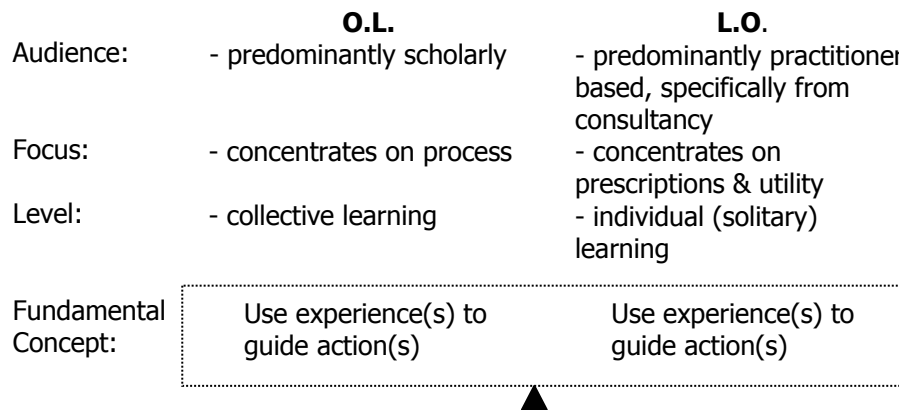 O.L. L.O.
Audience: - predominantly scholarly - predominantly practitioner
based, specifically from
consultancy
Focus: - concentrates on process - concentrates on
prescriptions & utility
Level: - collective learning - individual (solitary)
learning
Fundamental Use experience(s) to Use experience(s) to
Concept: guide action(s) guide action(s)